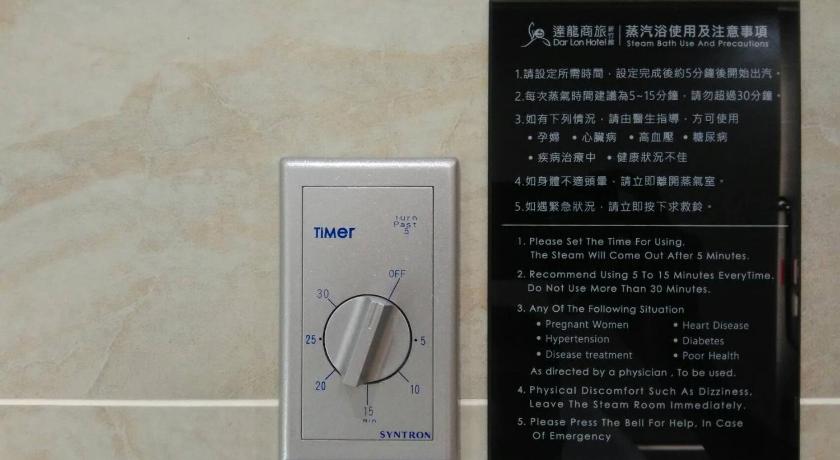 TIMer
Turn
Past
5
OFF
30
25
5
20
10
15
MIN
SYNTRON
達龍商旅 新竹館 蒸汽浴使用及注意事項
Dar Lon Hotel Steam Bath Use And Precautions
1.請設定所需時間，設定完成後約5分鐘後開始出汽。
2.每次蒸氣時間建議為5~15分鐘，請勿超過30分鐘。
3.如有下列情況，請由醫生指導，方可使用
•孕婦 •心臟病 •高血壓 •糖尿病
•疾病治療中 •健康狀況不佳
4.如身體不適頭暈，請立即離開蒸氣室。
5.如遇緊急狀況，請立即按下求救鈴。
1. Please Set The Time For Using,
The Steam Will Come Out After 5 Minutes.
2. Recommend Using 5 To 15 Minutes EveryTime,
Do Not Use More Than 30 Minutes.
3. Any Of The Following Situation
• Pregnant Women • Heart Disease
• Hypertension • Diabetes
• Disease treatment • Poor Health
As directed by a physician , To be used.
4. Physical Discomfort Such As Dizziness,
Leave The Steam Room Immediately.
5. Please Press The Bell For Help, In Case
Of Emergency